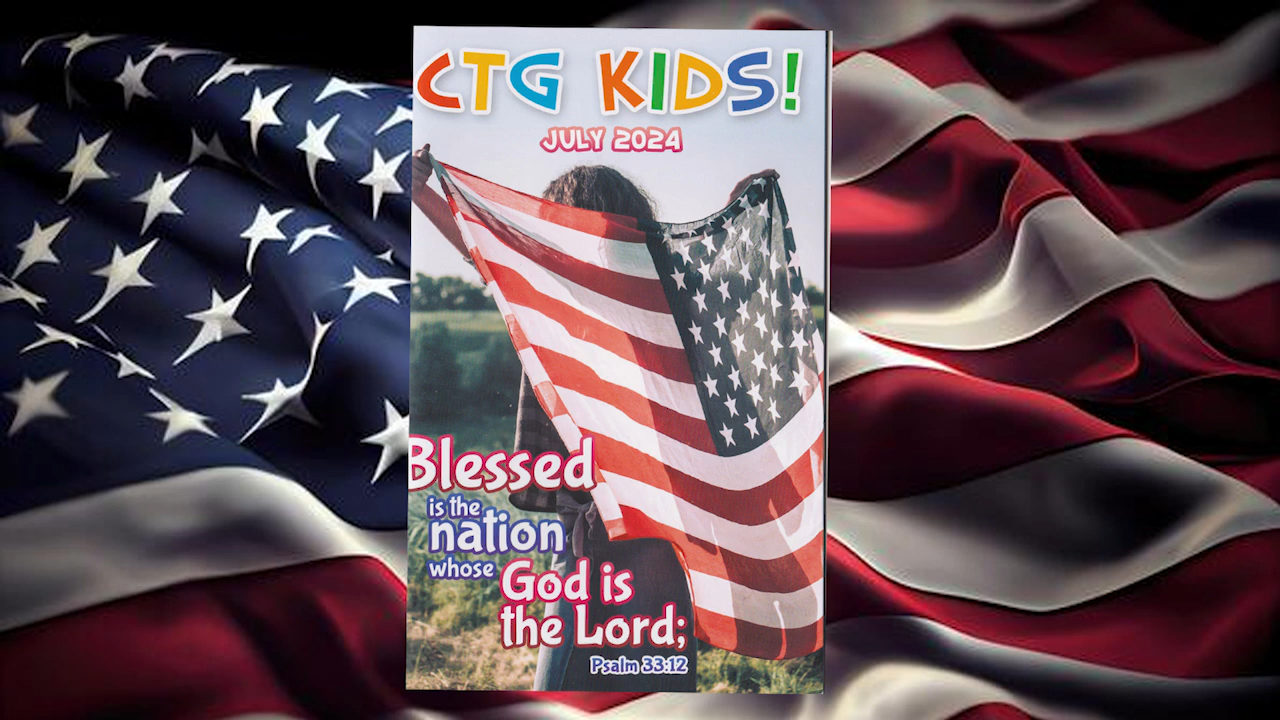 CTG KIDS!
JULY 2024
Blessed
is the
nation
whose
God is
the Lord;
Psalm 33:12